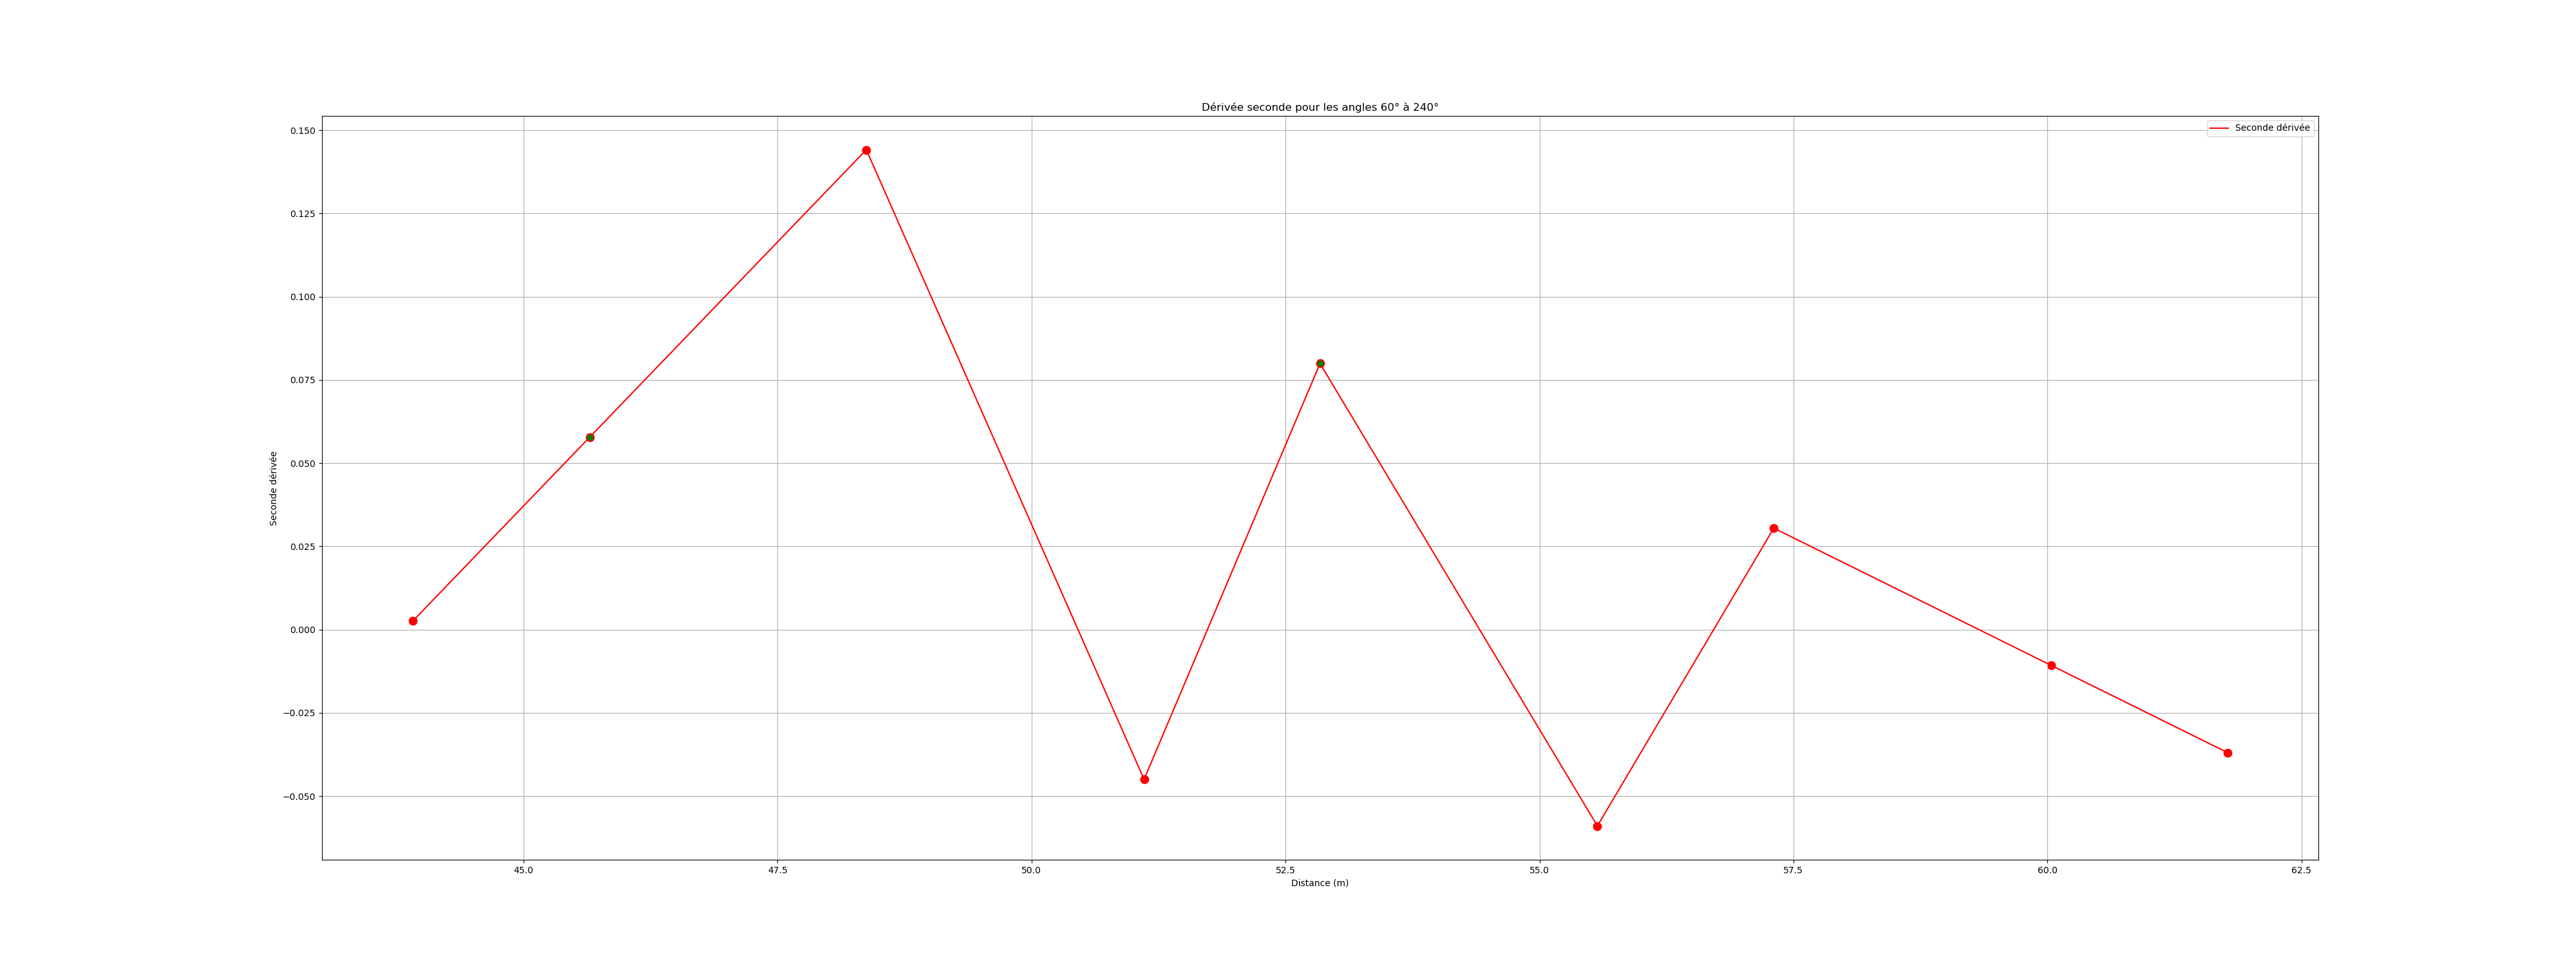 Dérivée seconde pour les angles 60° à 240°
Seconde dérivée
0.150
0.125
0.100
0.075
0.050
0.025
0.000
−0.025
−0.050
Seconde dérivée
45.0 47.5 50.0 52.5 55.0 57.5 60.0 62.5
Distance (m)